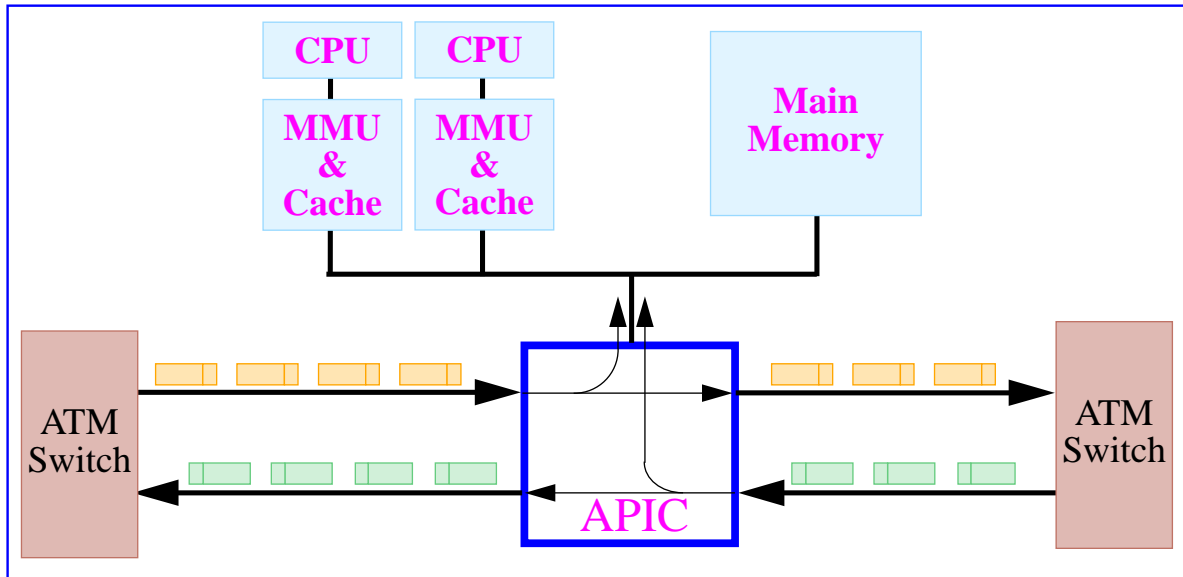 CPU
CPU
MMU
&
Cache
MMU
&
Cache
Main
Memory
ATM
Switch
ATM
Switch
APIC